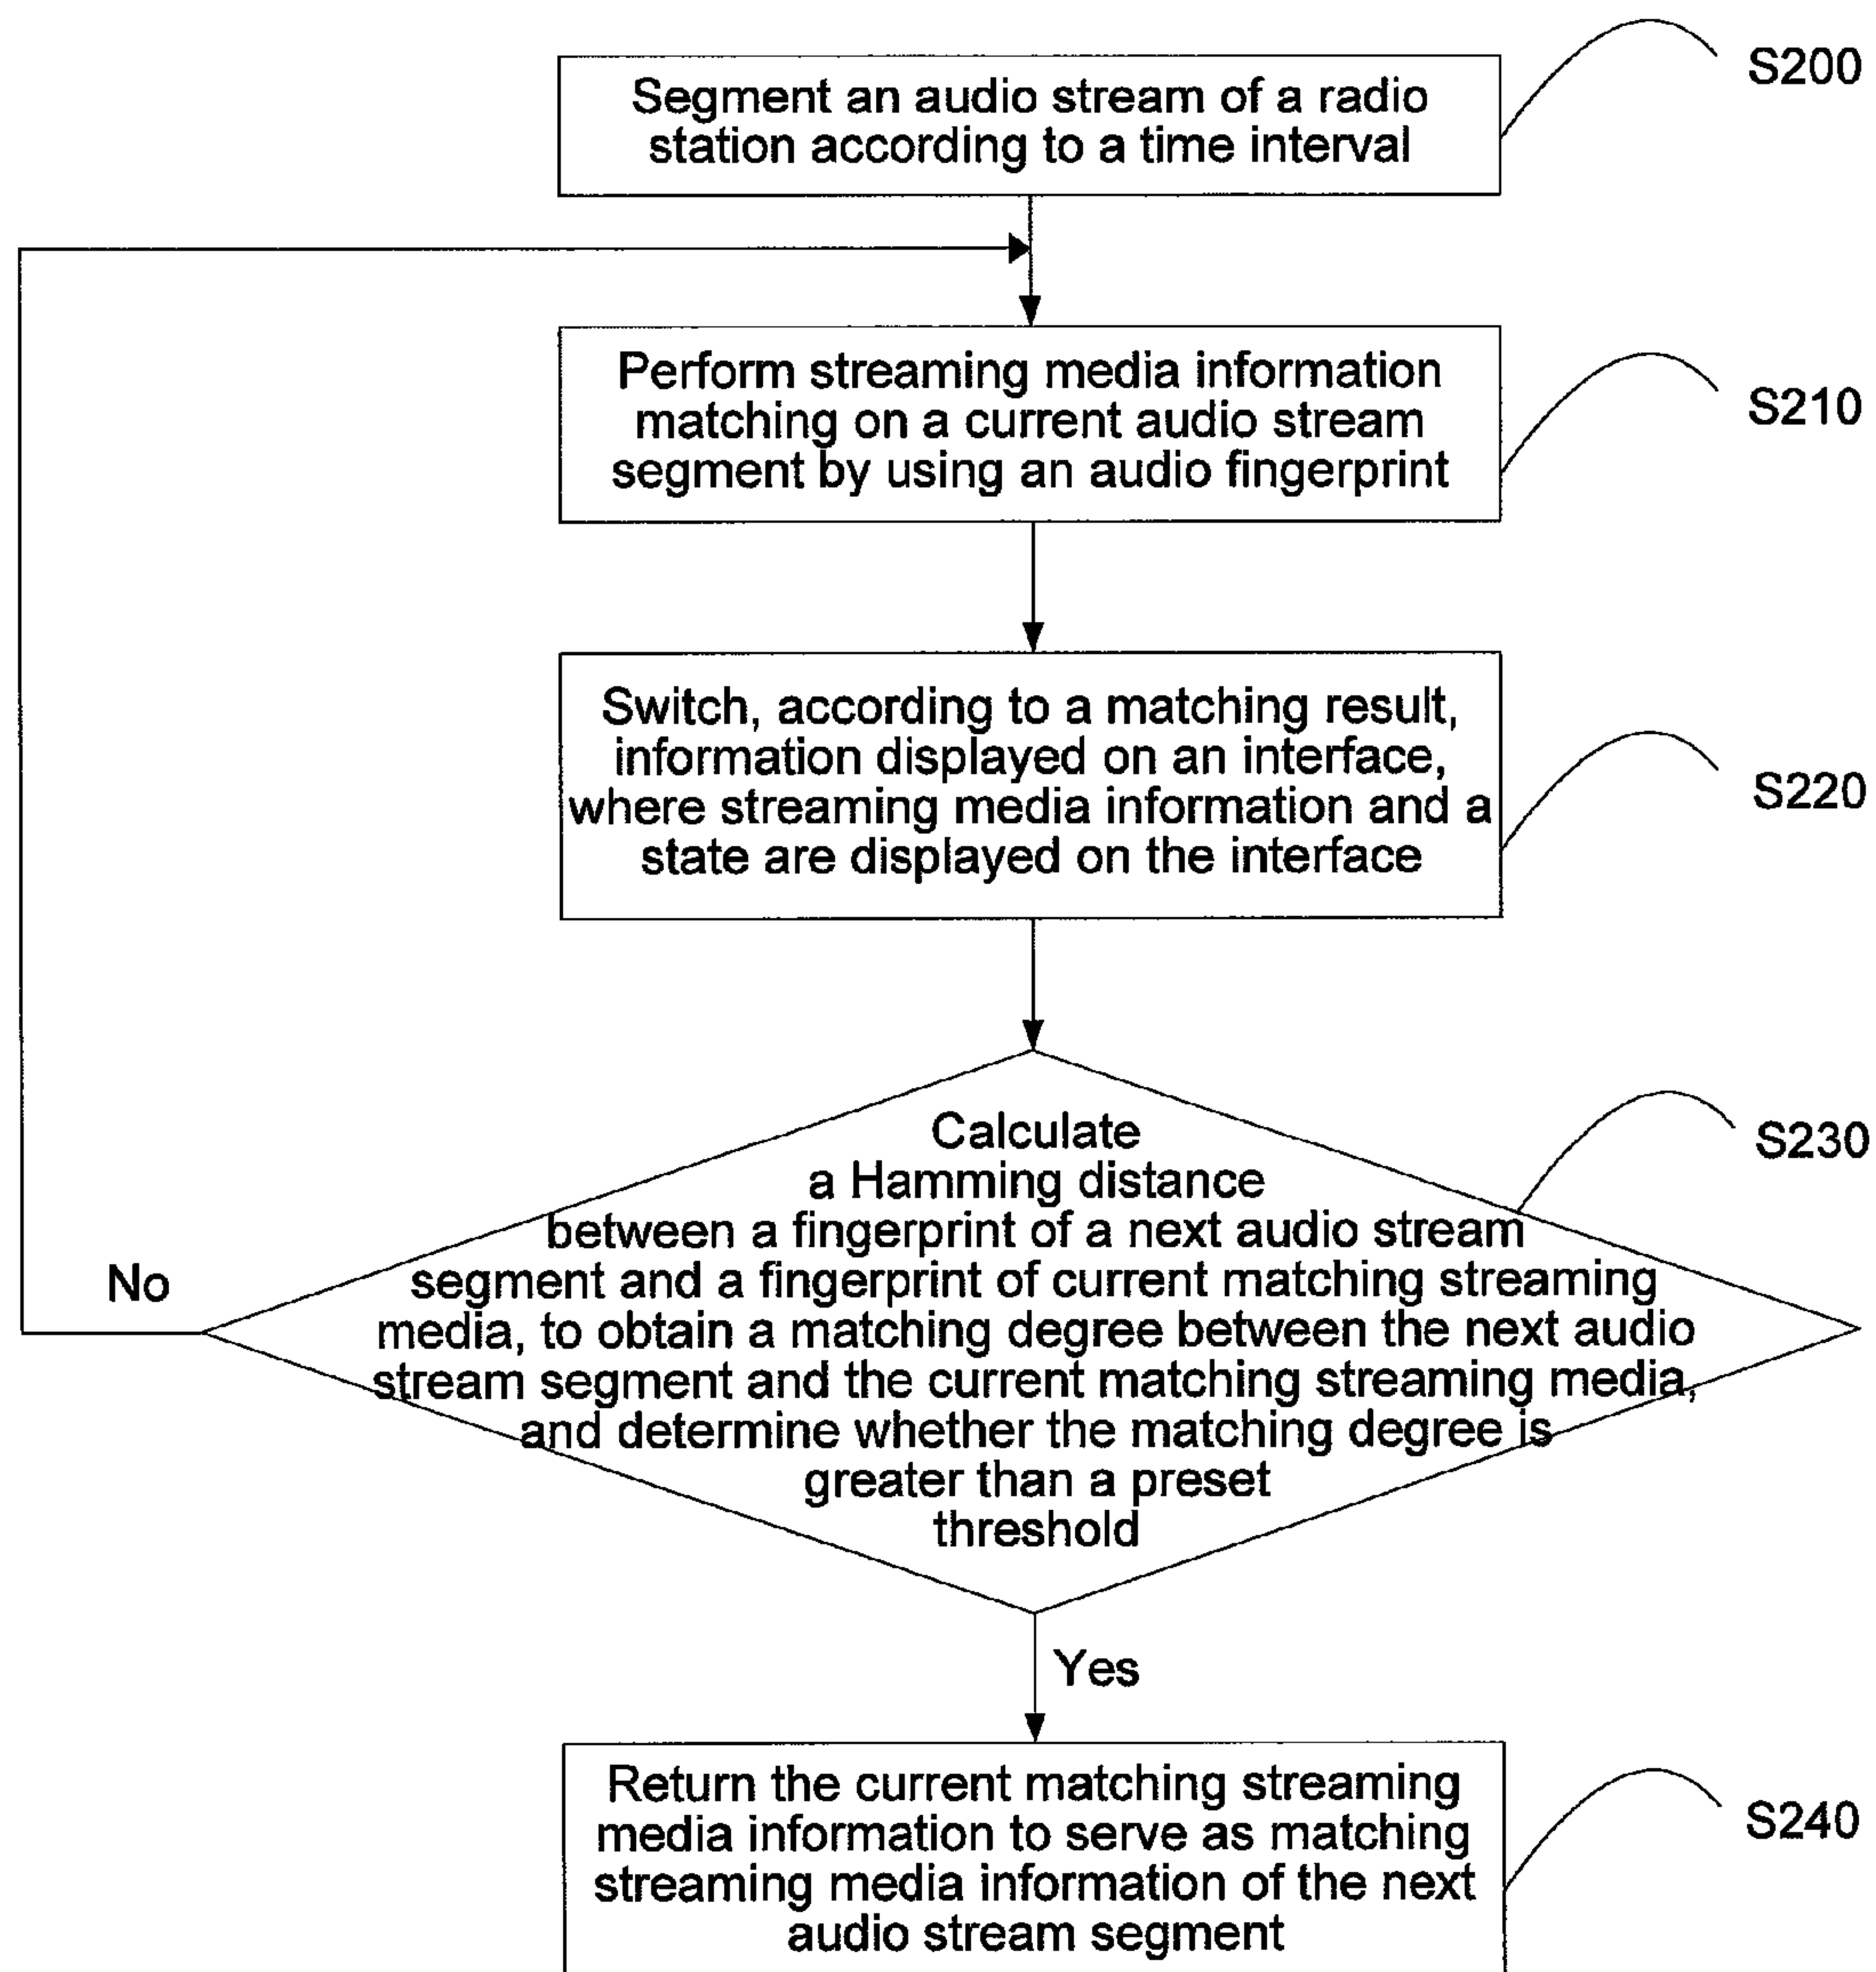 S200
Segment an audio stream of a radio
station according to a time interval
Perform streaming media information
matching on a current audio stream
segment by using an audio fingerprint
S210
Switch, according to a matching result,
information displayed on an interface,
where streaming media information and a
state are displayed on the interface
S220
Calculate
a Hamming distance
between a fingerprint of a next audio stream
segment and a fingerprint of current matching streaming
media, to obtain a matching degree between the next audio
stream segment and the current matching streaming media,
and determine whether the matching degree is
greater than a preset
threshold
S230
No
Yes
Return the current matching streaming
media information to serve as matching
streaming media information of the next
audio stream segment
S240